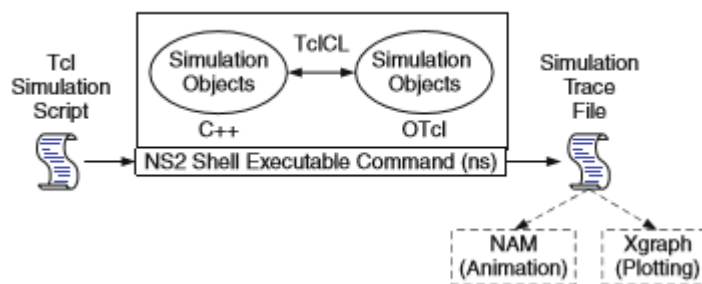 Tcl
Simulation
Script
TclCL
Simulation
Objects
C++
Simulation
Objects
OTcl
NS2 Shell Executable Command (ns)
Simulation
Trace
File
NAM
(Animation)
Xgraph
(Plotting)